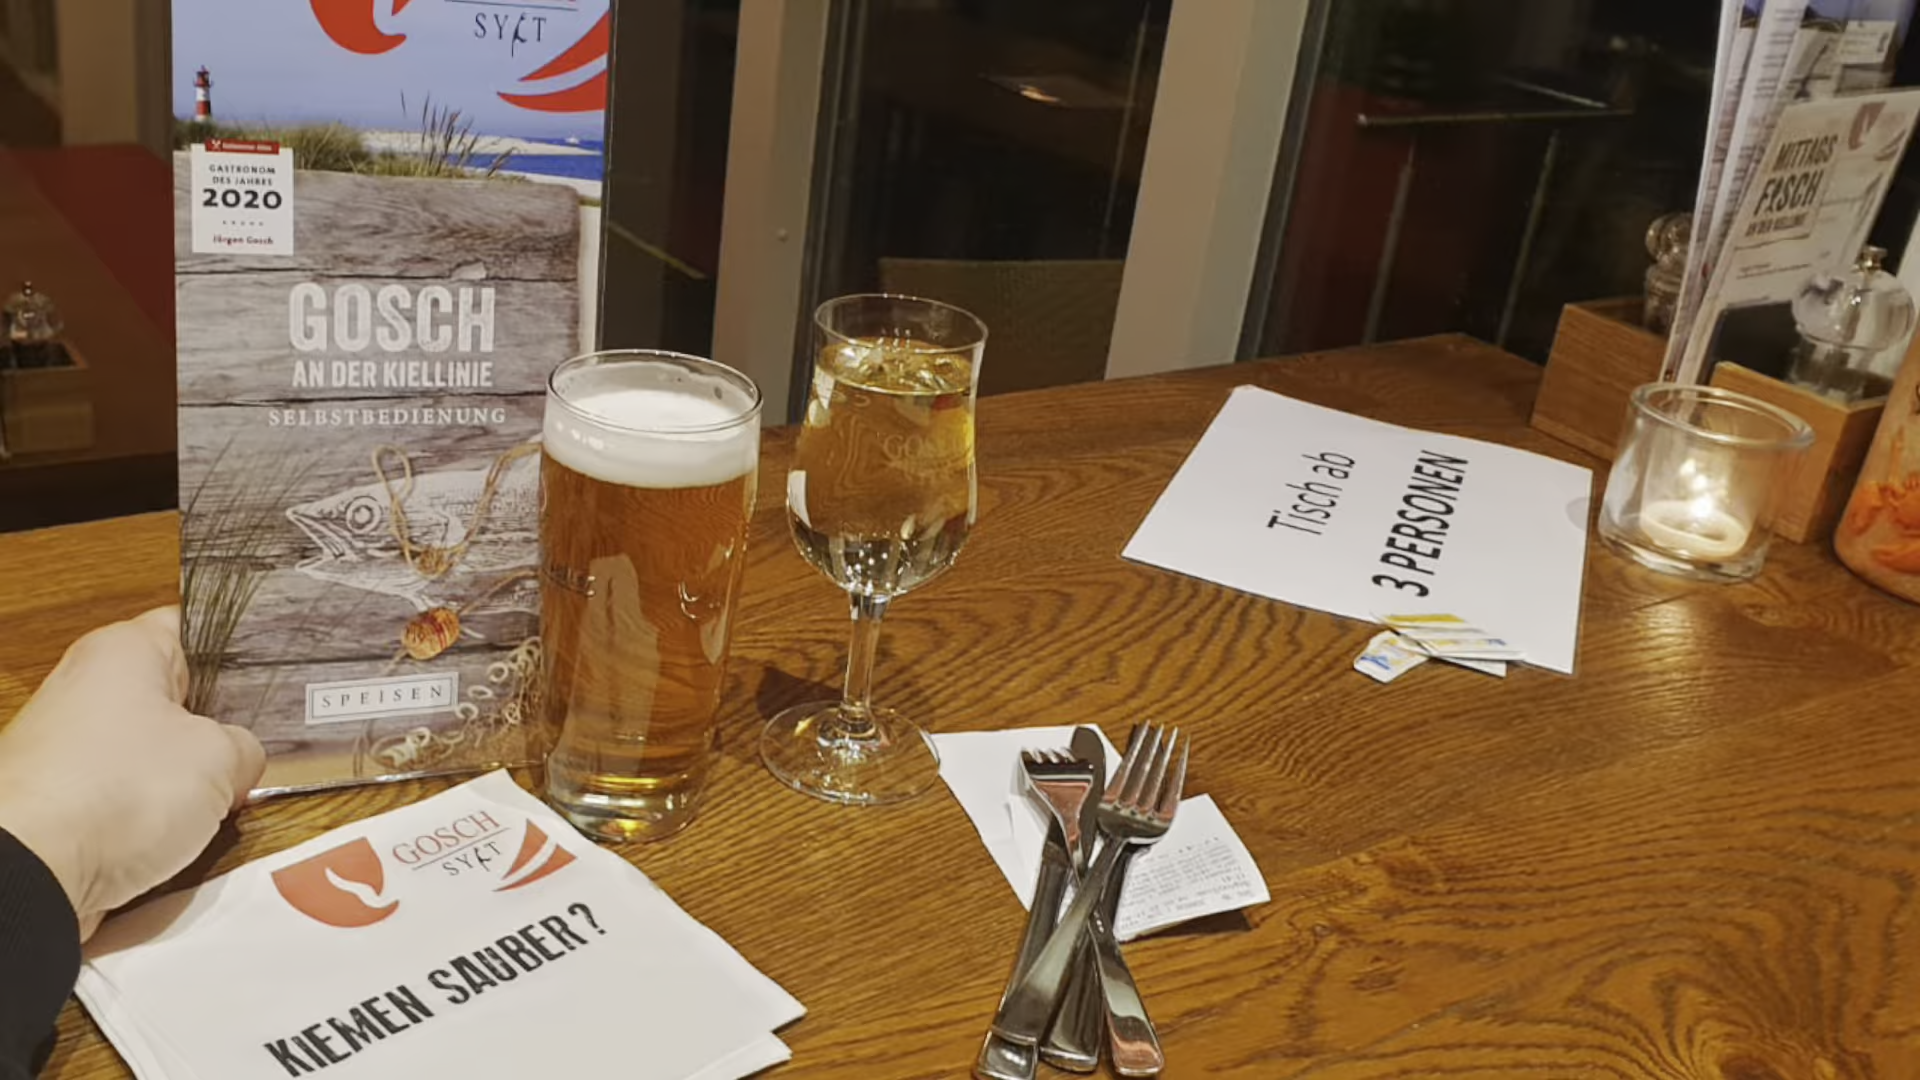 SYLT
GASTRONOM
DES JAHRES
2020
Jürgen Gosch
GOSCH
AN DER KIELLINIE
SELBSTBEDIENUNG
SPEISEN
GOSCH
SYLT
KIEMEN SAUBER?
Tisch ab
3 PERSONEN
MITTAGS
FISCH
AN DER KIELLINIE
GOSCH